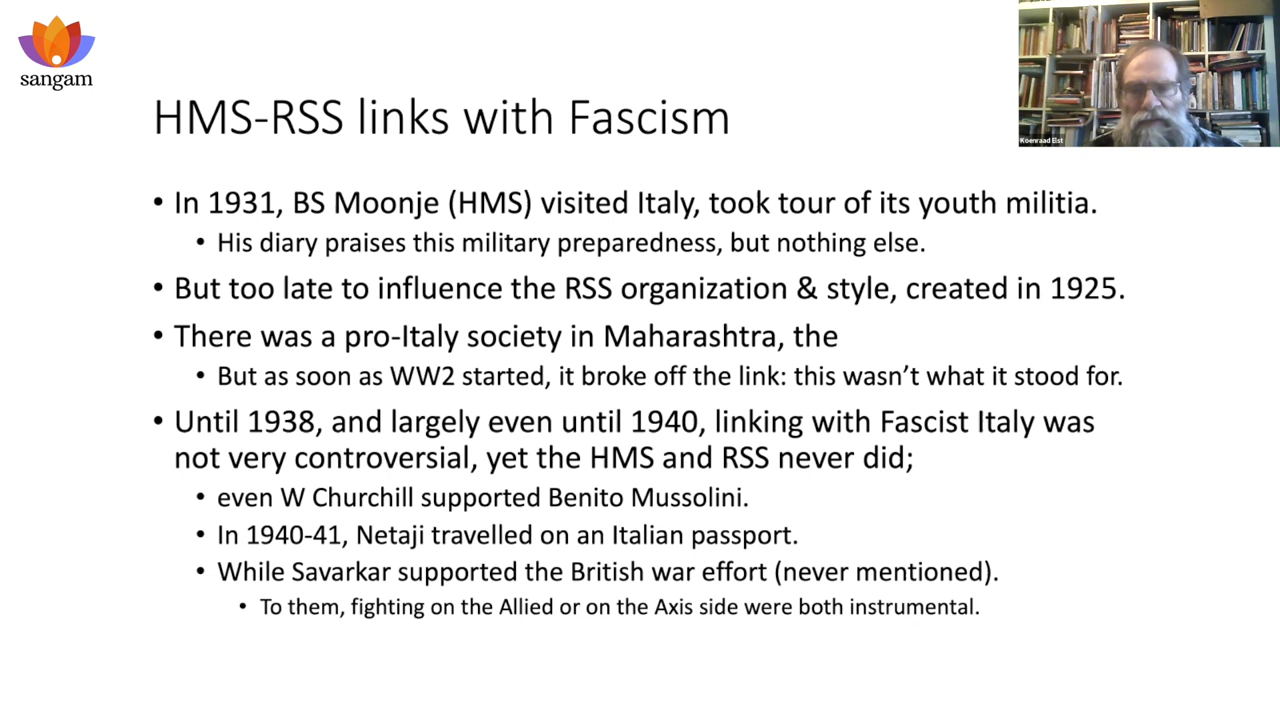 sangam
Koenraad Elst
HMS-RSS links with Fascism
• In 1931, BS Moonje (HMS) visited Italy, took tour of its youth militia.
• His diary praises this military preparedness, but nothing else.
• But too late to influence the RSS organization & style, created in 1925.
• There was a pro-Italy society in Maharashtra, the
• But as soon as WW2 started, it broke off the link: this wasn't what it stood for.
• Until 1938, and largely even until 1940, linking with Fascist Italy was
not very controversial, yet the HMS and RSS never did;
• even W Churchill supported Benito Mussolini.
• In 1940-41, Netaji travelled on an Italian passport.
• While Savarkar supported the British war effort (never mentioned).
• To them, fighting on the Allied or on the Axis side were both instrumental.